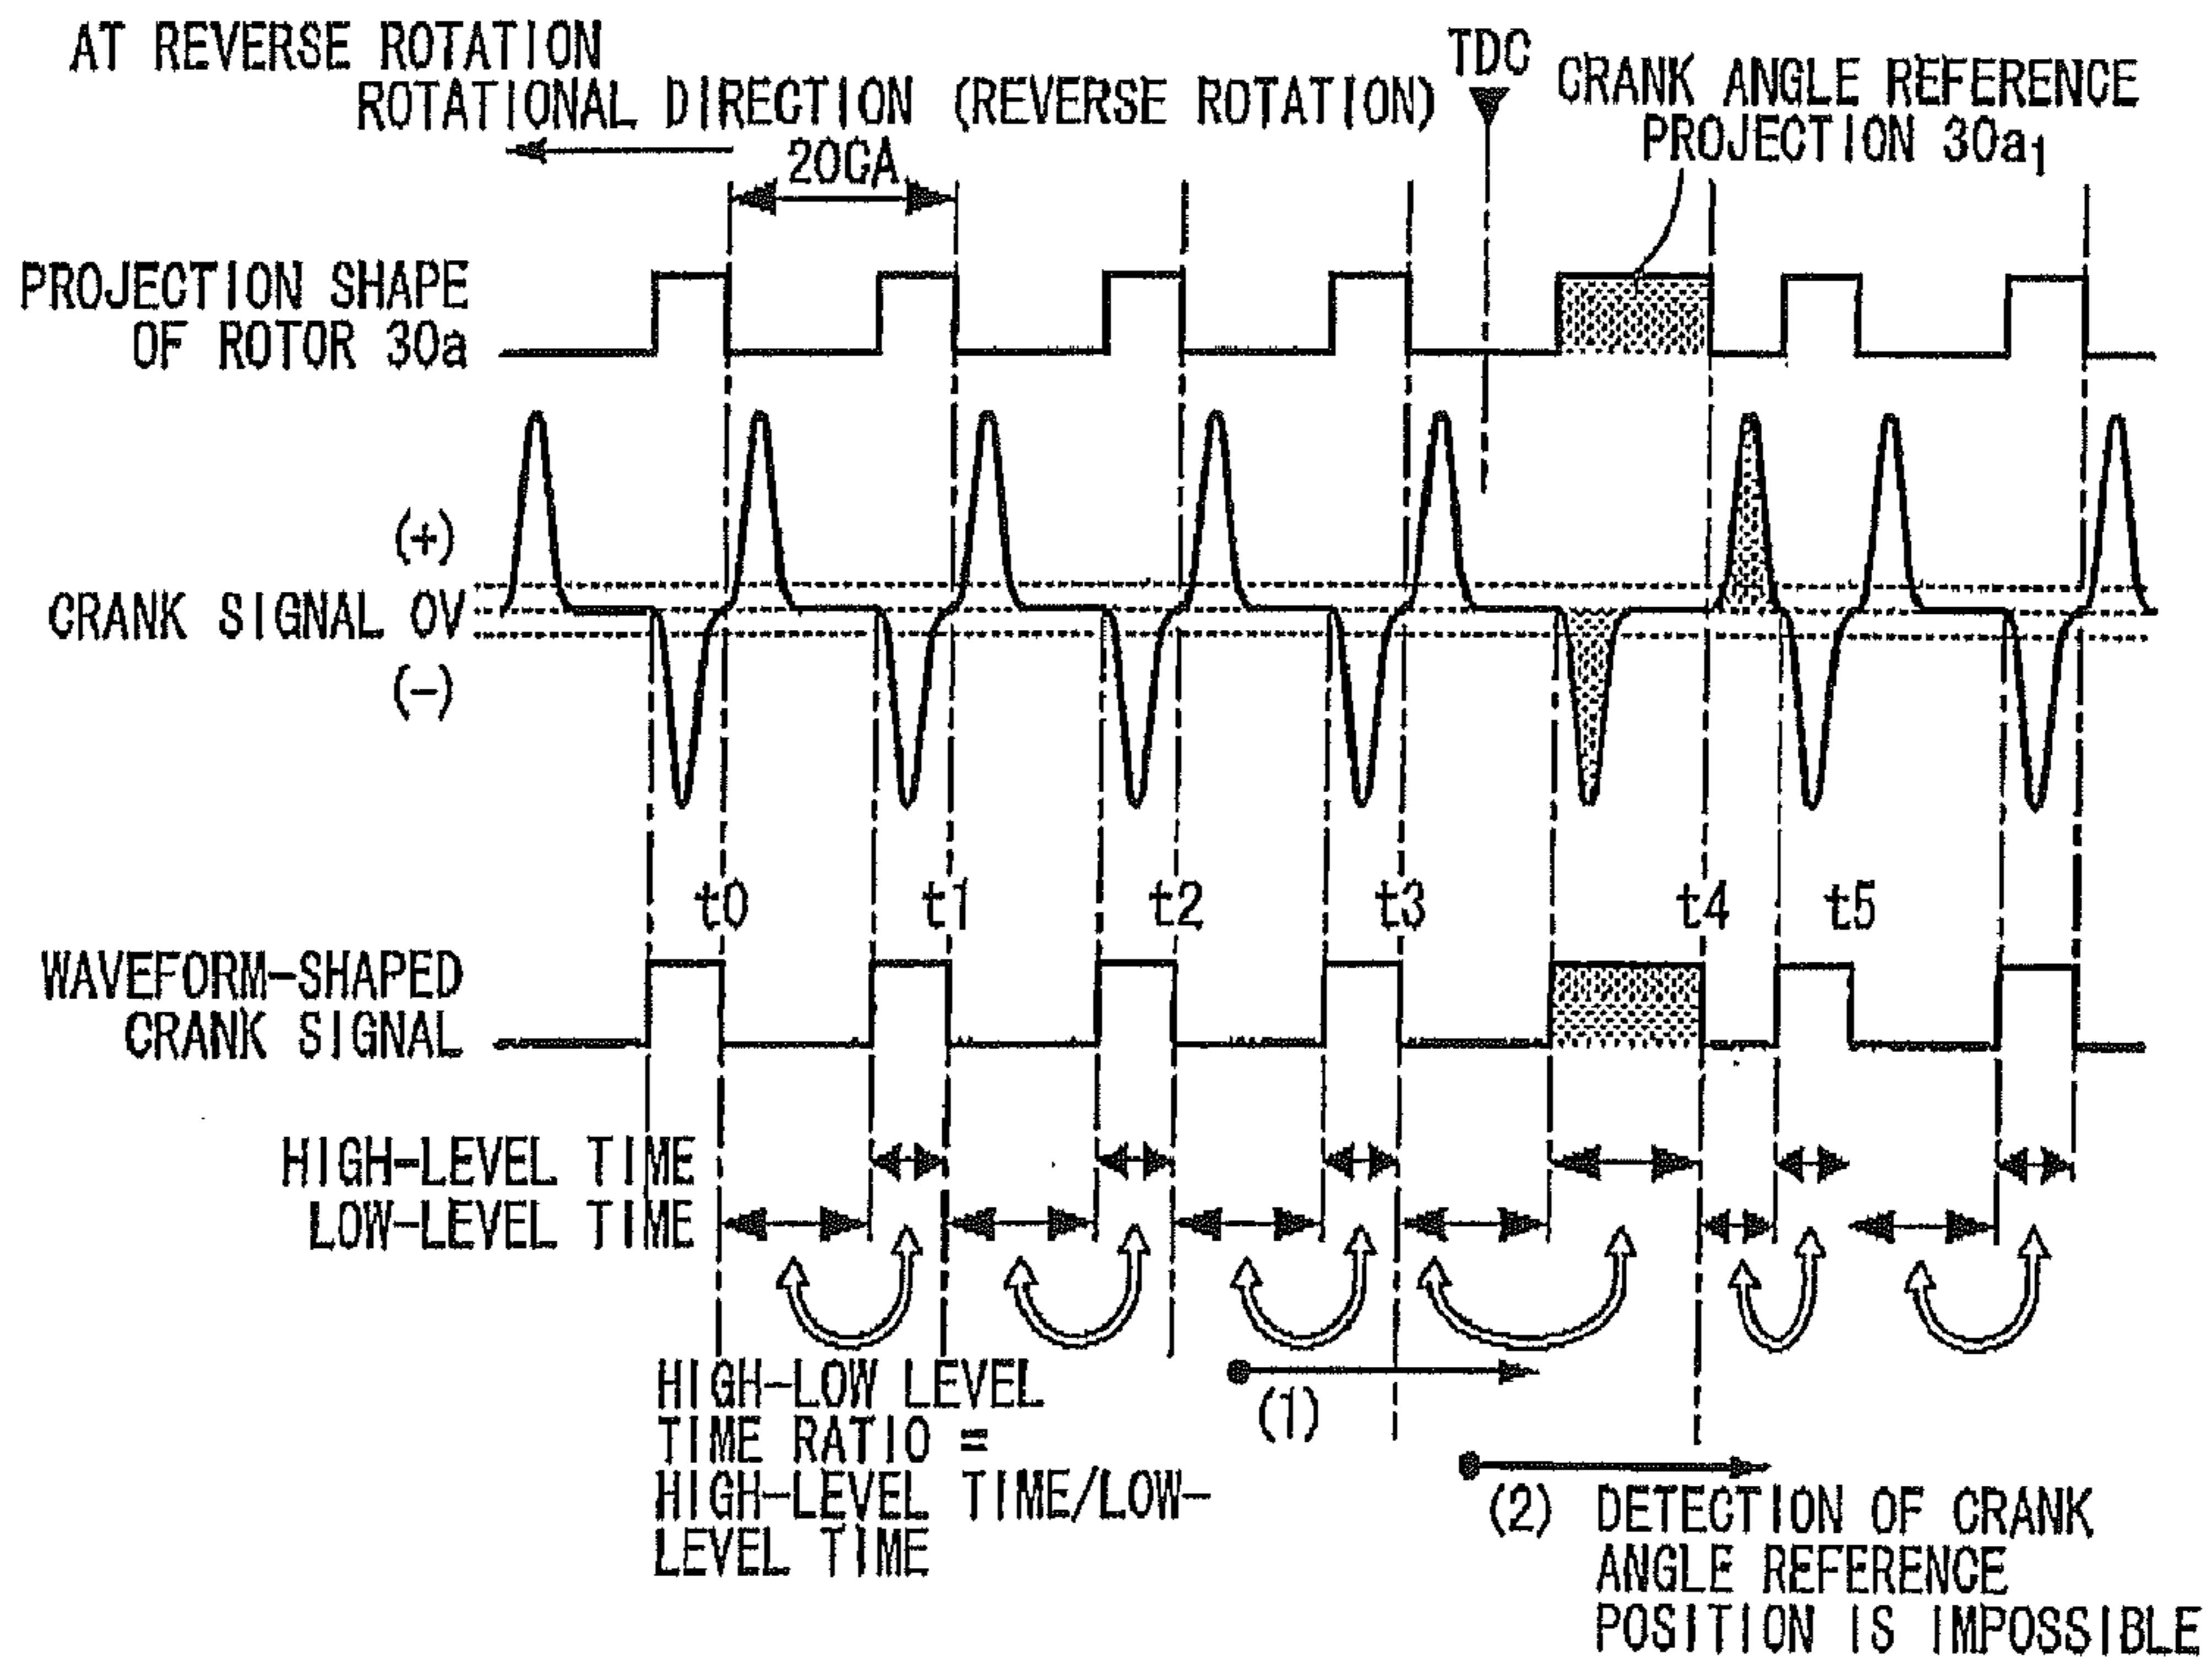 AT REVERSE ROTATION
ROTATIONAL DIRECTION (REVERSE ROTATION)
TDC
CRANK ANGLE REFERENCE
PROJECTION 30a1
20CA
PROJECTION SHAPE
OF ROTOR 30a
(+)
CRANK SIGNAL 0V
(-)
t0 t1 t2 t3 t4 t5
WAVEFORM-SHAPED
CRANK SIGNAL
HIGH-LEVEL TIME
LOW-LEVEL TIME
HIGH-LOW LEVEL
TIME RATIO =
HIGH-LEVEL TIME/LOW-
LEVEL TIME
(1)
(2) DETECTION OF CRANK
ANGLE REFERENCE
POSITION IS IMPOSSIBLE